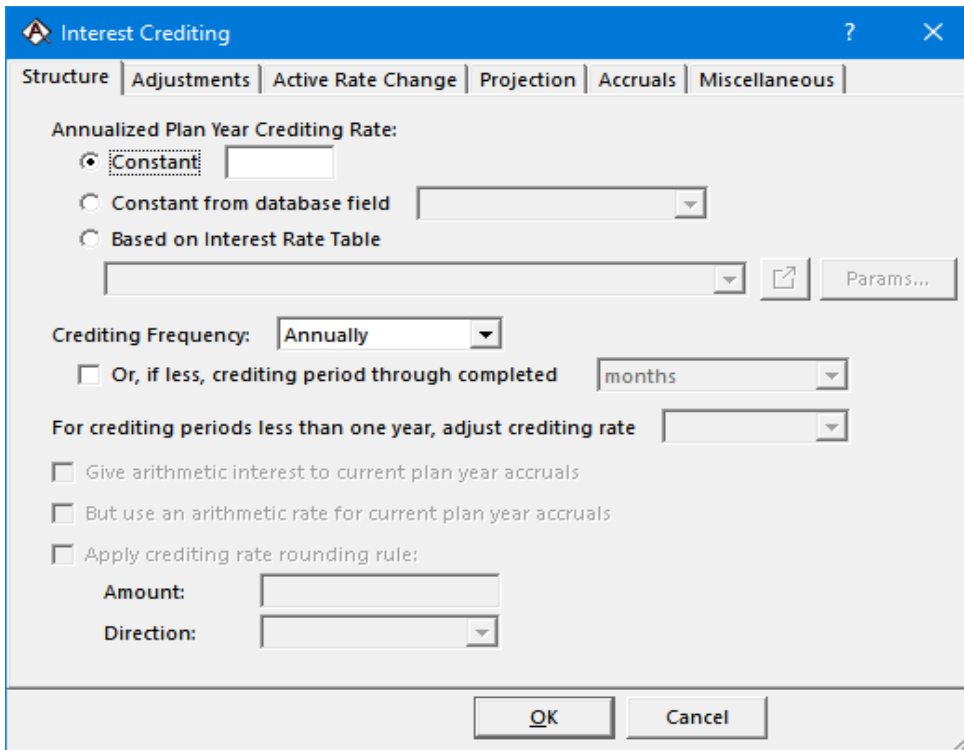 Interest Crediting ? ×
Structure Adjustments Active Rate Change Projection Accruals Miscellaneous
Annualized Plan Year Crediting Rate:
Constant
Constant from database field
Based on Interest Rate Table
Params...
Crediting Frequency: Annually
Or, if less, crediting period through completed months
For crediting periods less than one year, adjust crediting rate
Give arithmetic interest to current plan year accruals
But use an arithmetic rate for current plan year accruals
Apply crediting rate rounding rule:
Amount:
Direction:
OK Cancel